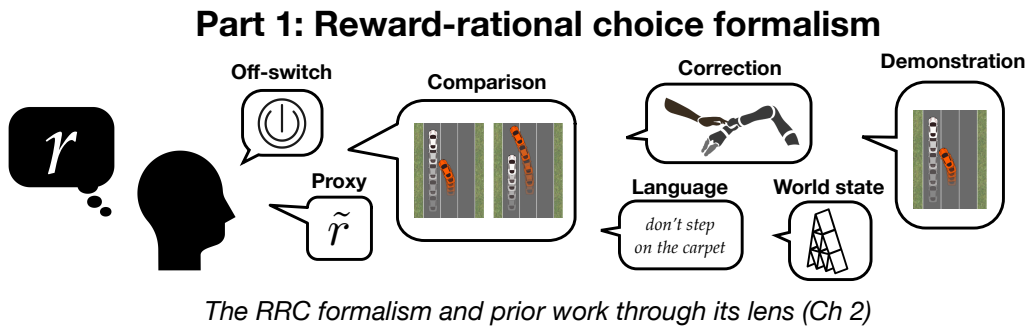 Part 1: Reward-rational choice formalism
Off-switch
Comparison
Correction
Demonstration
r
Proxy
r̃
Language
don't step
on the carpet
World state
The RRC formalism and prior work through its lens (Ch 2)